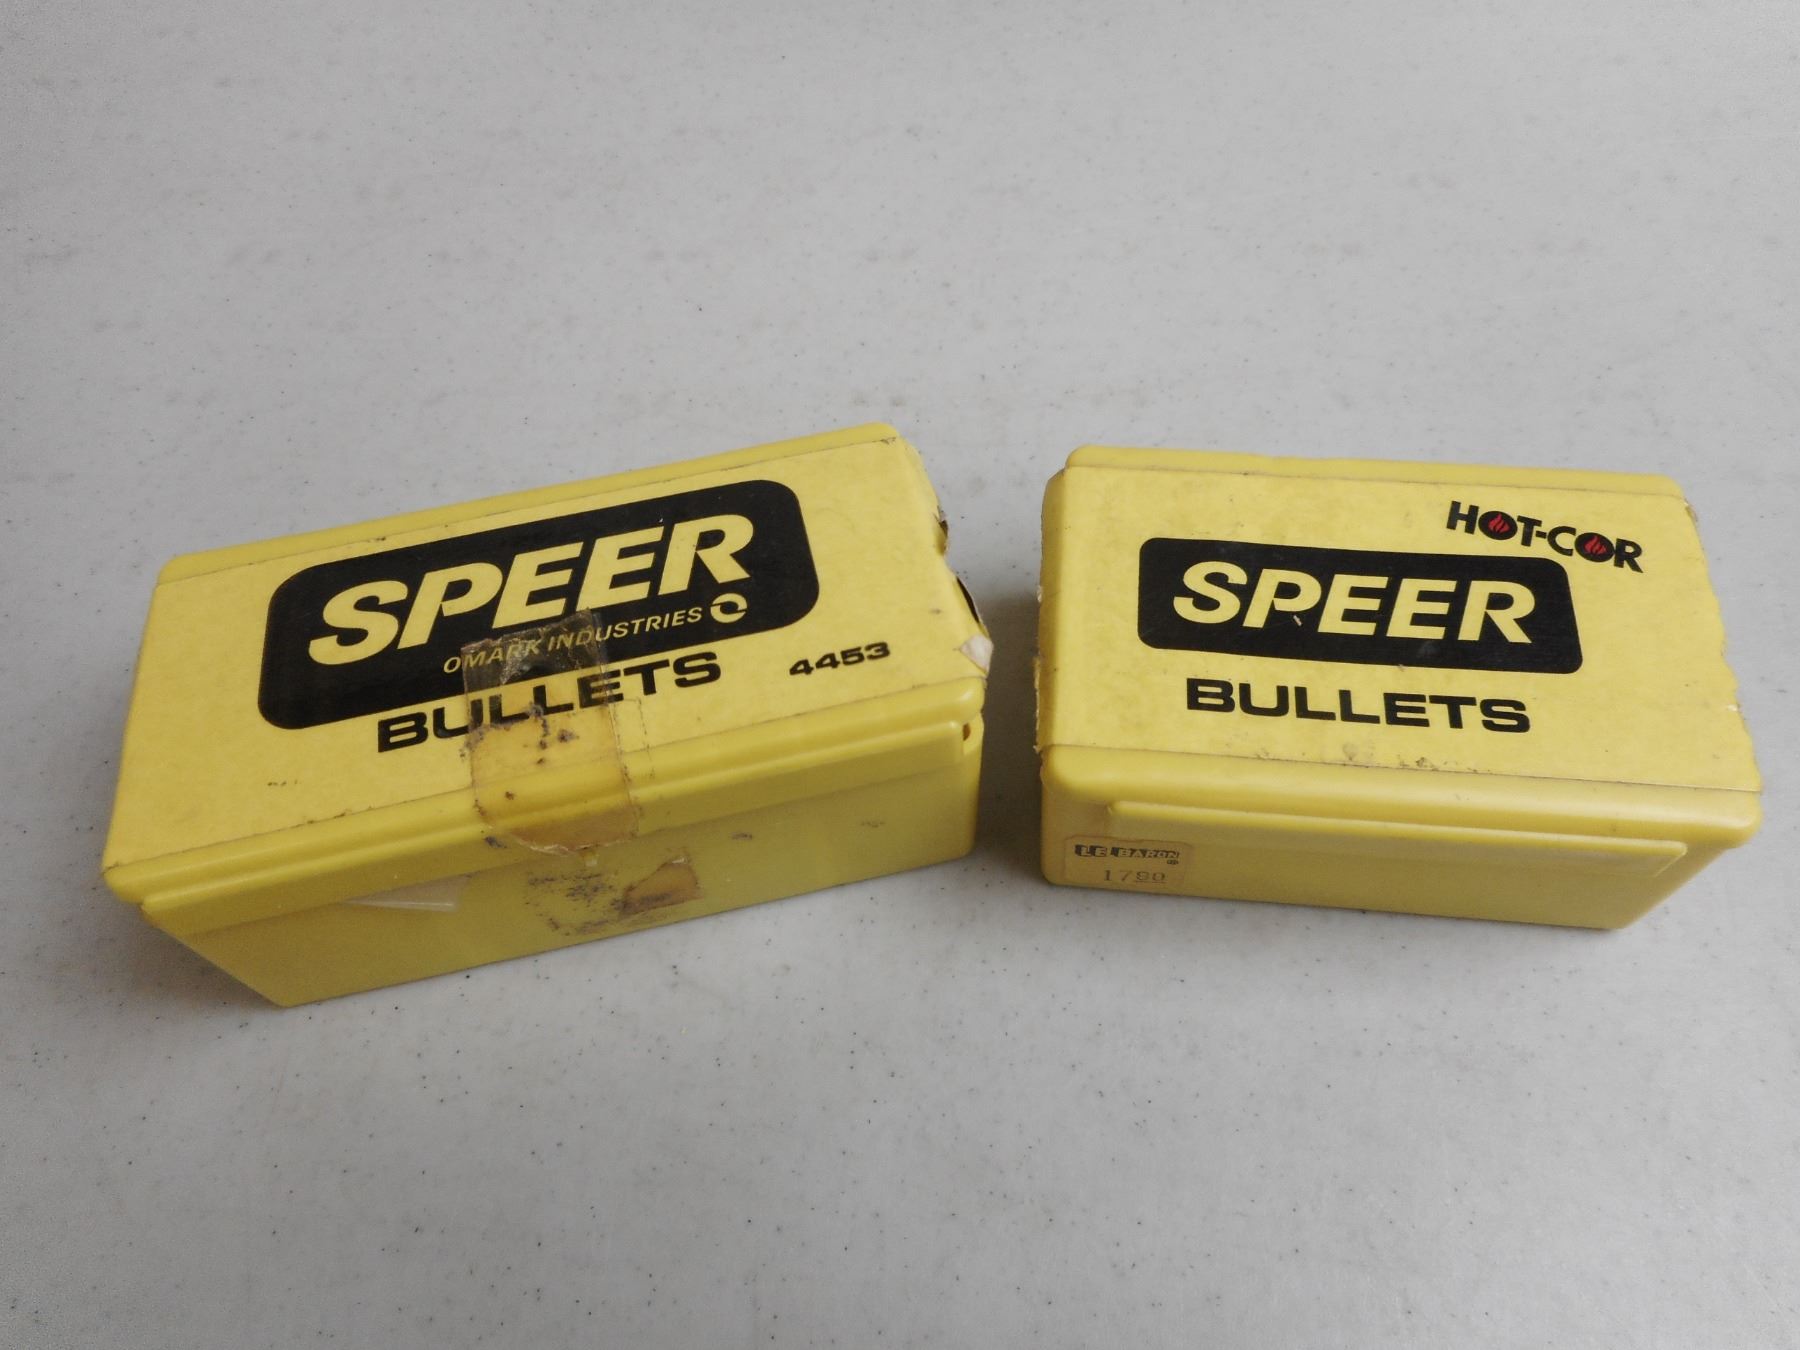 SPEER
OMARK INDUSTRIES
BULLETS
4453
HOT-COR
SPEER
BULLETS
LE BARON
1790